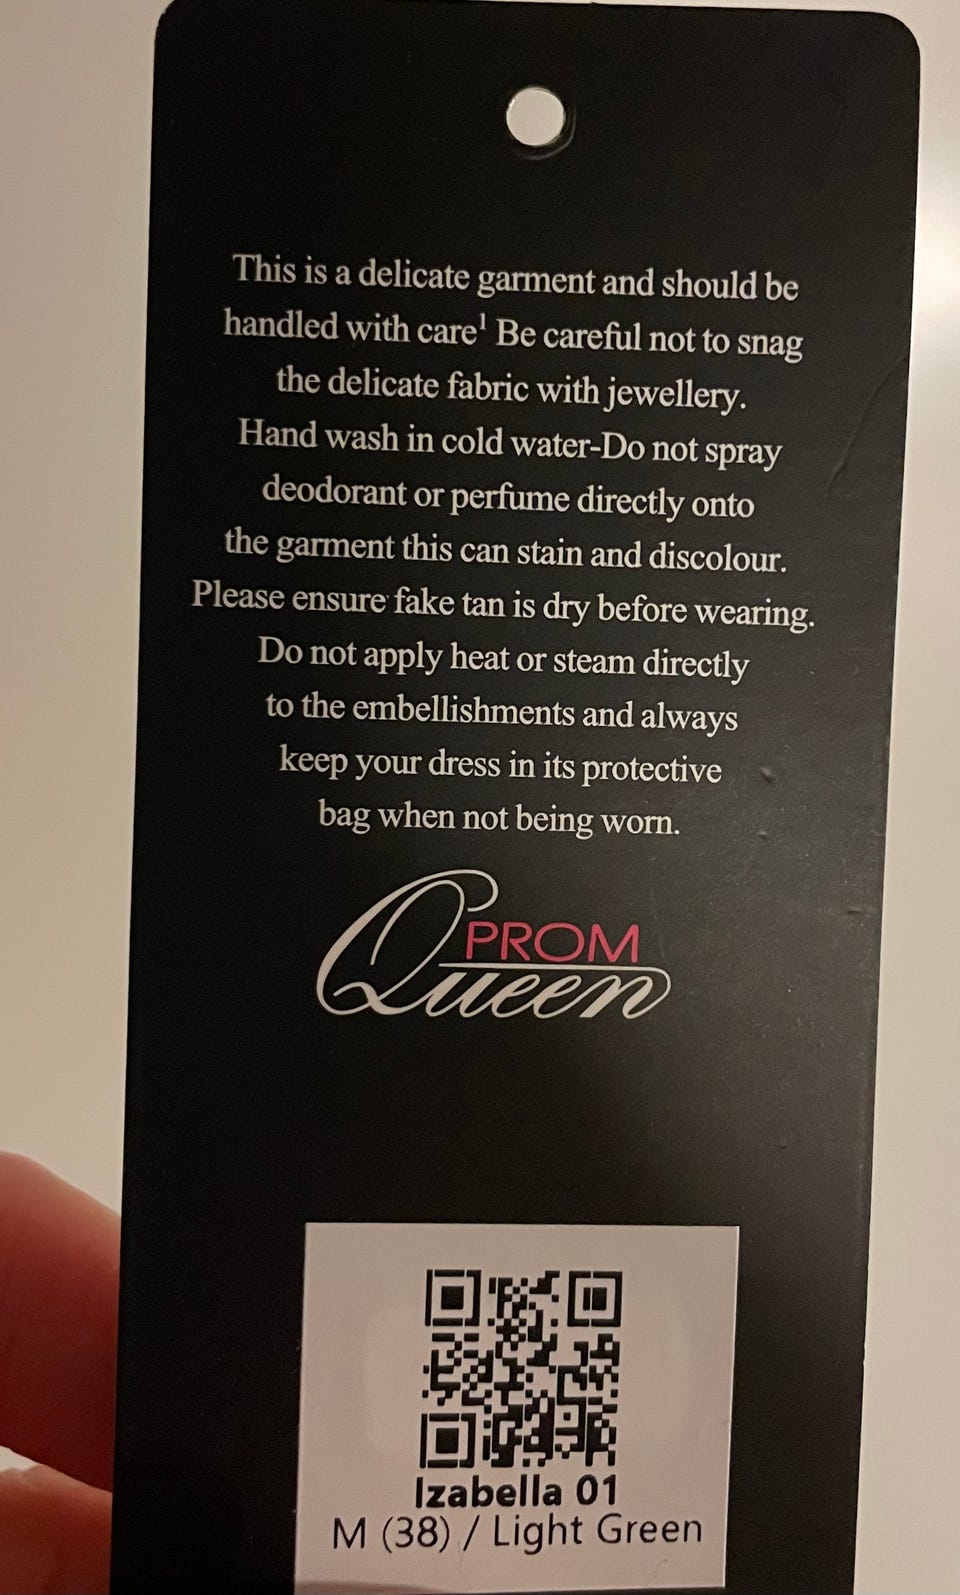 This is a delicate garment and should be
handled with care¹ Be careful not to snag
the delicate fabric with jewellery.
Hand wash in cold water-Do not spray
deodorant or perfume directly onto
the garment this can stain and discolour.
Please ensure fake tan is dry before wearing.
Do not apply heat or steam directly
to the embellishments and always
keep your dress in its protective
bag when not being worn.
PROM
Queen
Izabella 01
M (38) / Light Green